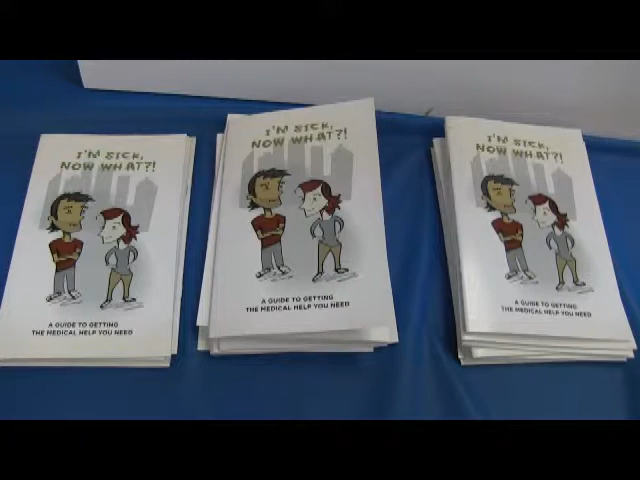 I'M SICK,
NOW WHAT?!
A GUIDE TO GETTING
THE MEDICAL HELP YOU NEED
I'M SICK,
NOW WHAT?!
A GUIDE TO GETTING
THE MEDICAL HELP YOU NEED
I'M SICK,
NOW WHAT?!
A GUIDE TO GETTING
THE MEDICAL HELP YOU NEED